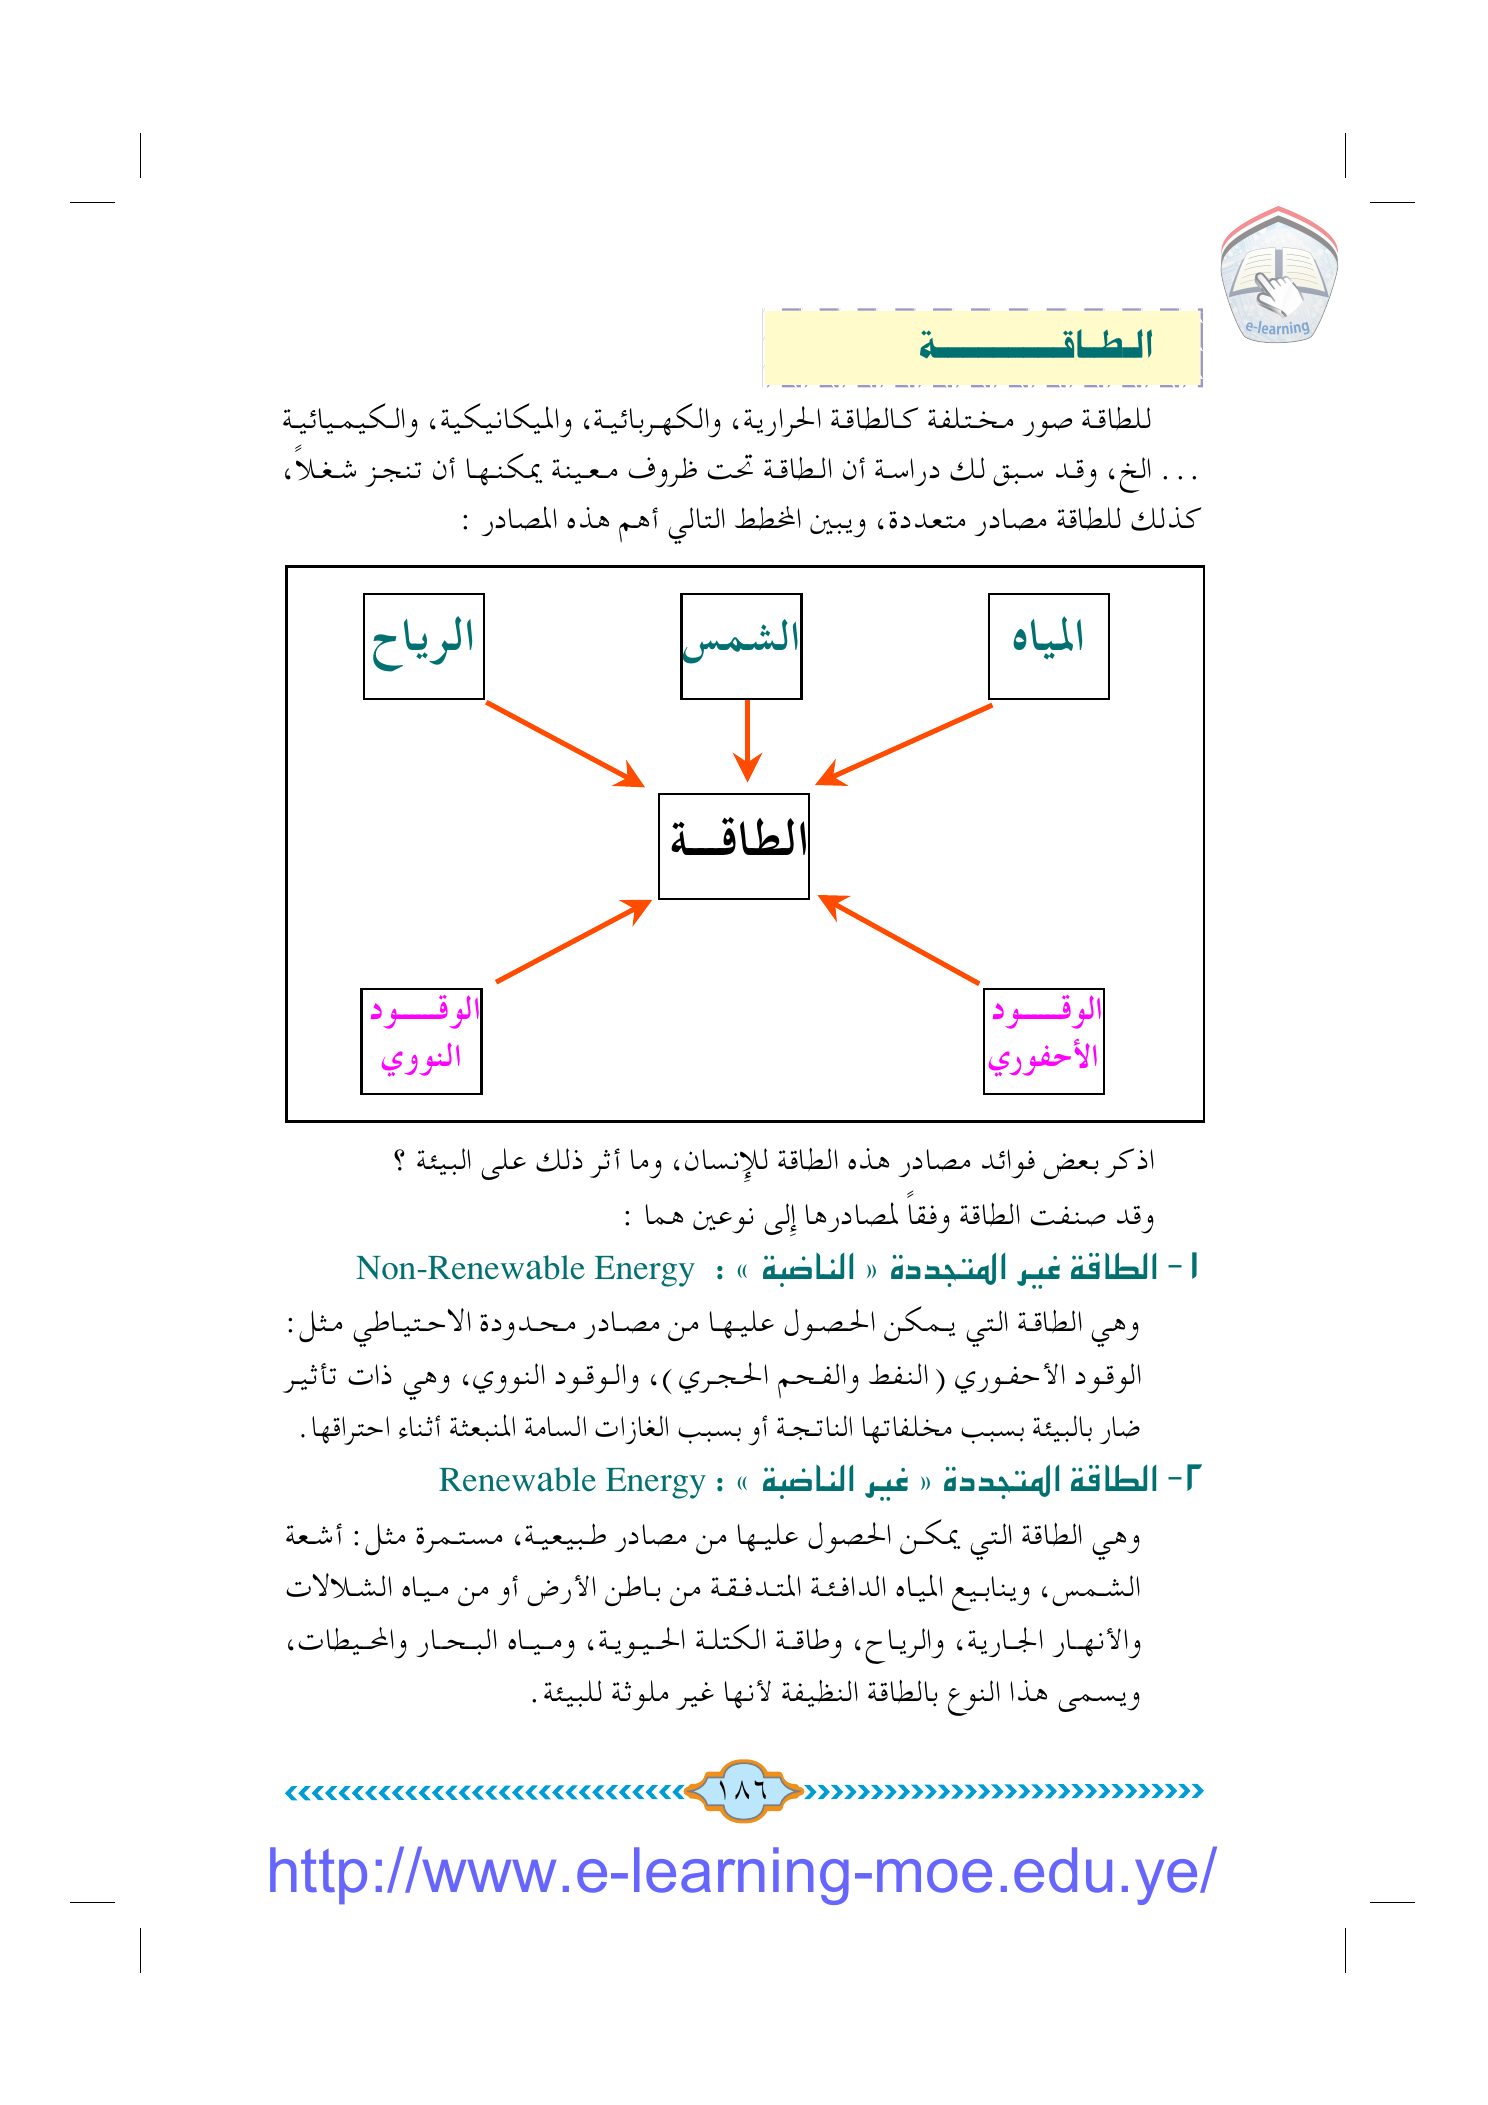 e-learning
الطاقة
للطاقة صور مختلفة كالطاقة الحرارية، والكهربائية، والميكانيكية، والكيميائية
... الخ، وقد سبق لك دراسة أن الطاقة تحت ظروف معينة يمكنها أن تنجز شغلاً،
كذلك للطاقة مصادر متعددة، ويبين المخطط التالي أهم هذه المصادر :
المياه
الشمس
الرياح
الطاقة
الوقود
الأحفوري
الوقود
النووي
اذكر بعض فوائد مصادر هذه الطاقة للإنسان، وما أثر ذلك على البيئة ؟
وقد صنفت الطاقة وفقاً لمصادرها إلى نوعين هما :
١- الطاقة غير المتجددة « الناضبة » : Non-Renewable Energy
وهي الطاقة التي يمكن الحصول عليها من مصادر محدودة الاحتياطي مثل:
الوقود الأحفوري ( النفط والفحم الحجري )، والوقود النووي، وهي ذات تأثير
ضار بالبيئة بسبب مخلفاتها الناتجة أو بسبب الغازات السامة المنبعثة أثناء احتراقها.
٢- الطاقة المتجددة « غير الناضبة » : Renewable Energy
وهي الطاقة التي يمكن الحصول عليها من مصادر طبيعية، مستمرة مثل: أشعة
الشمس، وينابيع المياه الدافئة المتدفقة من باطن الأرض أو من مياه الشلالات
والأنهار الجارية، والرياح، وطاقة الكتلة الحيوية، ومياه البحار والمحيطات،
ويسمى هذا النوع بالطاقة النظيفة لأنها غير ملوثة للبيئة.
١٨٦
http://www.e-learning-moe.edu.ye/